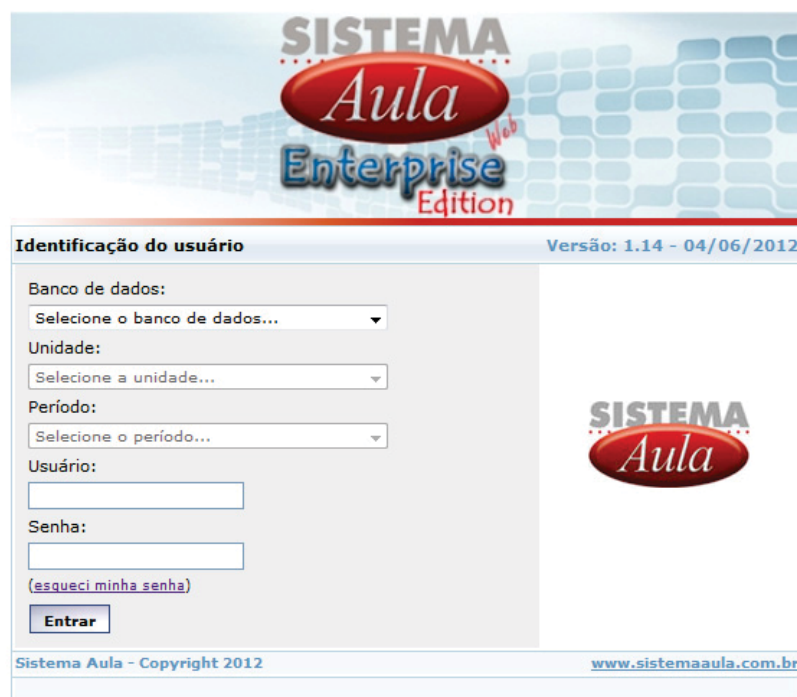 SISTEMA
Aula
Web
Enterprise
Edition
Identificação do usuário
Versão: 1.14 - 04/06/2012
Banco de dados:
Selecione o banco de dados...
Unidade:
Selecione a unidade...
Período:
Selecione o período...
Usuário:
Senha:
(esqueci minha senha)
Entrar
SISTEMA
Aula
Sistema Aula - Copyright 2012
www.sistemaaula.com.br